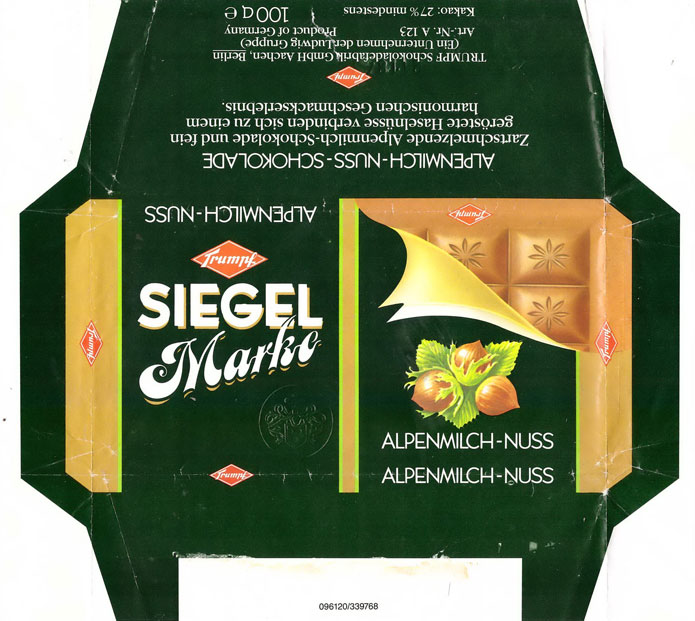 Kakao: 27% mindestens
100 g e
Art.-Nr. A 123
Product of Germany
(Ein Unternehmen der Ludwig Gruppe)
TRUMPF Schokoladefabrik GmbH Aachen, Berlin
Trumpf
harmonischen Geschmackserlebnis.
geröstete Haselnüsse verbinden sich zu einem
Zartschmelzende Alpenmilch-Schokolade und fein
ALPENMILCH-NUSS-SCHOKOLADE
ALPENMILCH-NUSS
Trumpf
Trumpf
SIEGEL
Marke
Trumpf
Trumpf
Trumpf
ALPENMILCH-NUSS
ALPENMILCH-NUSS
Trumpf
096120/339768